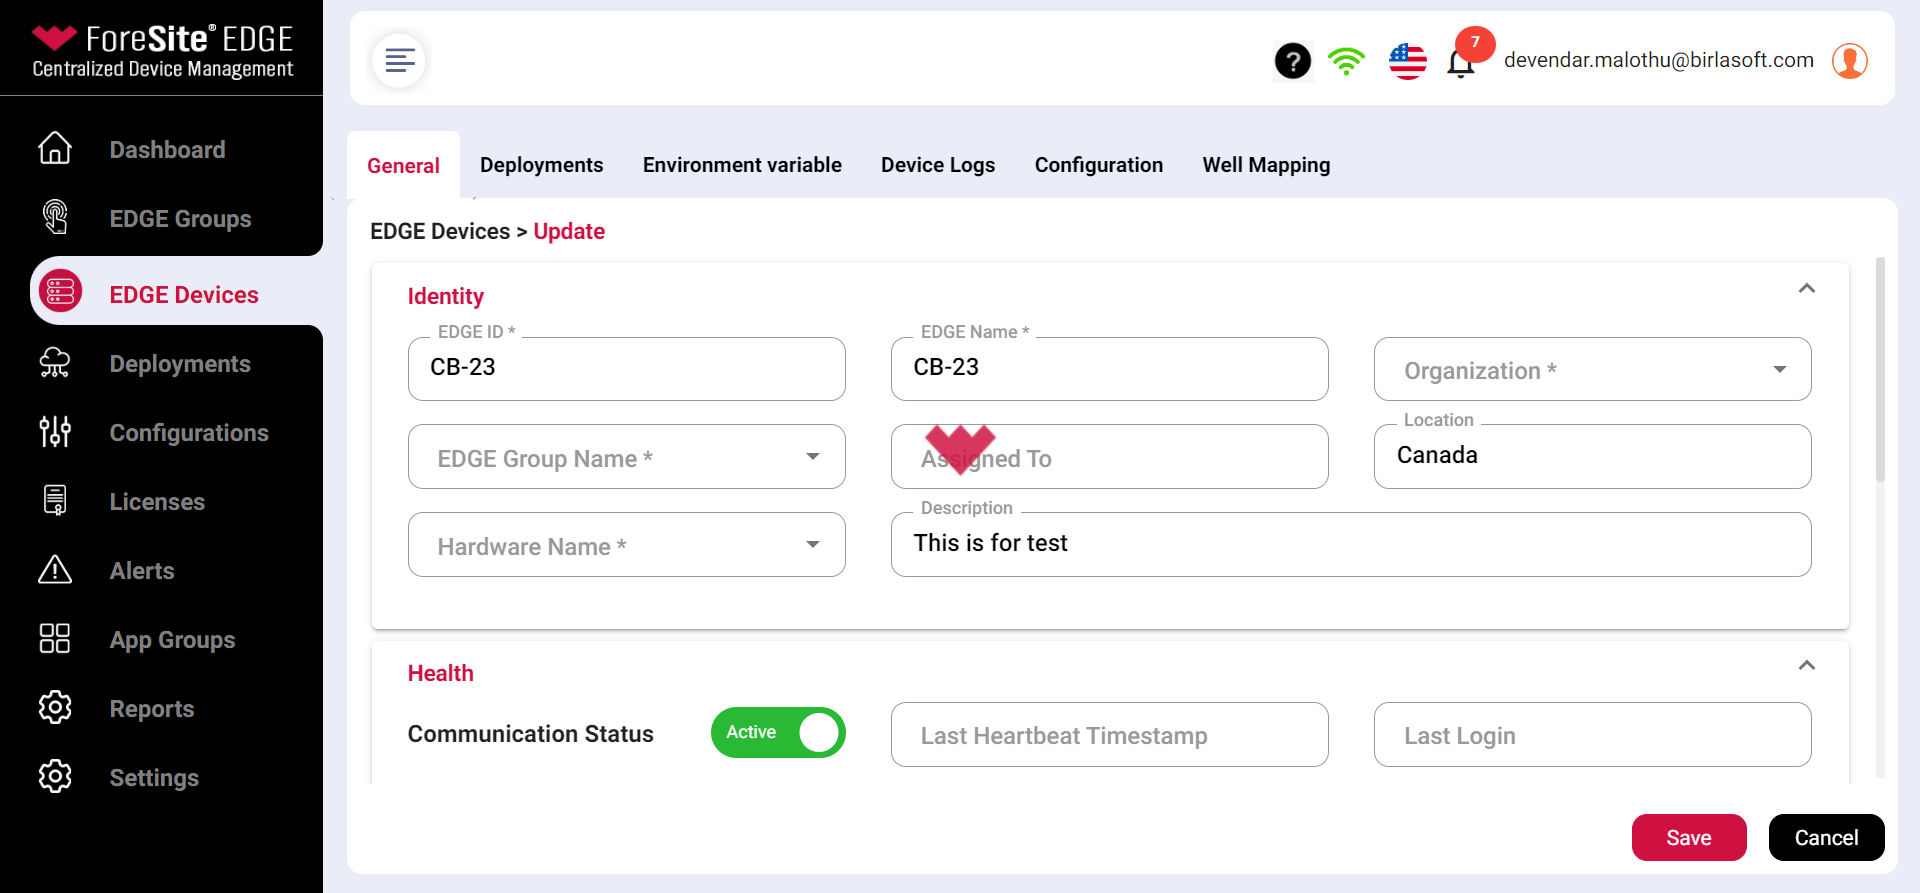 ForeSite® EDGE
Centralized Device Management
?
7
devendar.malothu@birlasoft.com
Dashboard
EDGE Groups
EDGE Devices
Deployments
Configurations
Licenses
Alerts
App Groups
Reports
Settings
General
Deployments
Environment variable
Device Logs
Configuration
Well Mapping
EDGE Devices > Update
Identity
EDGE ID *
CB-23
EDGE Name *
CB-23
Organization *
EDGE Group Name *
Assigned To
Location
Canada
Hardware Name *
Description
This is for test
Health
Communication Status
Active
Last Heartbeat Timestamp
Last Login
Save
Cancel